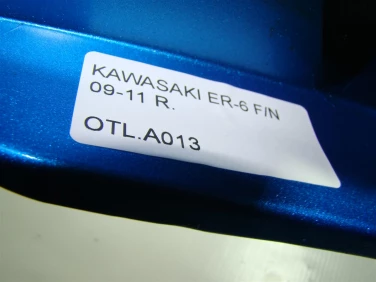 KAWASAKI ER-6 F/N
09-11 R.
OTL.A013